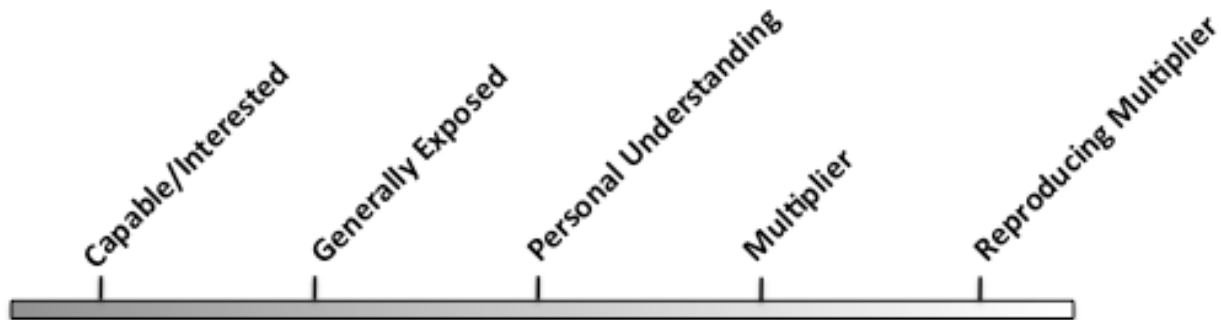 Capable/Interested
Generally Exposed
Personal Understanding
Multiplier
Reproducing Multiplier